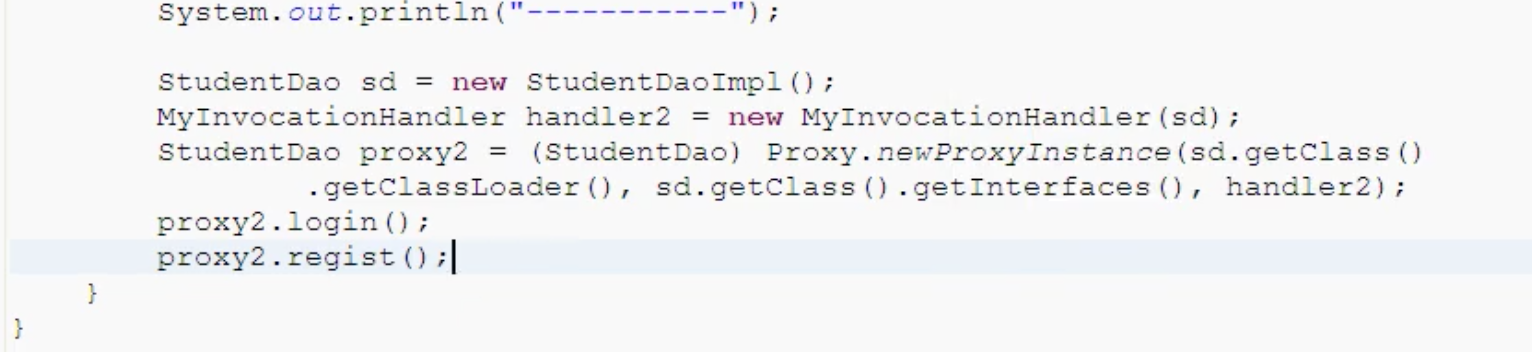 System.out.println("-----------");
StudentDao sd = new StudentDaoImpl();
MyInvocationHandler handler2 = new MyInvocationHandler(sd);
StudentDao proxy2 = (StudentDao) Proxy.newProxyInstance(sd.getClass()
.getClassLoader(), sd.getClass().getInterfaces(), handler2);
proxy2.login();
proxy2.regist();
}
}